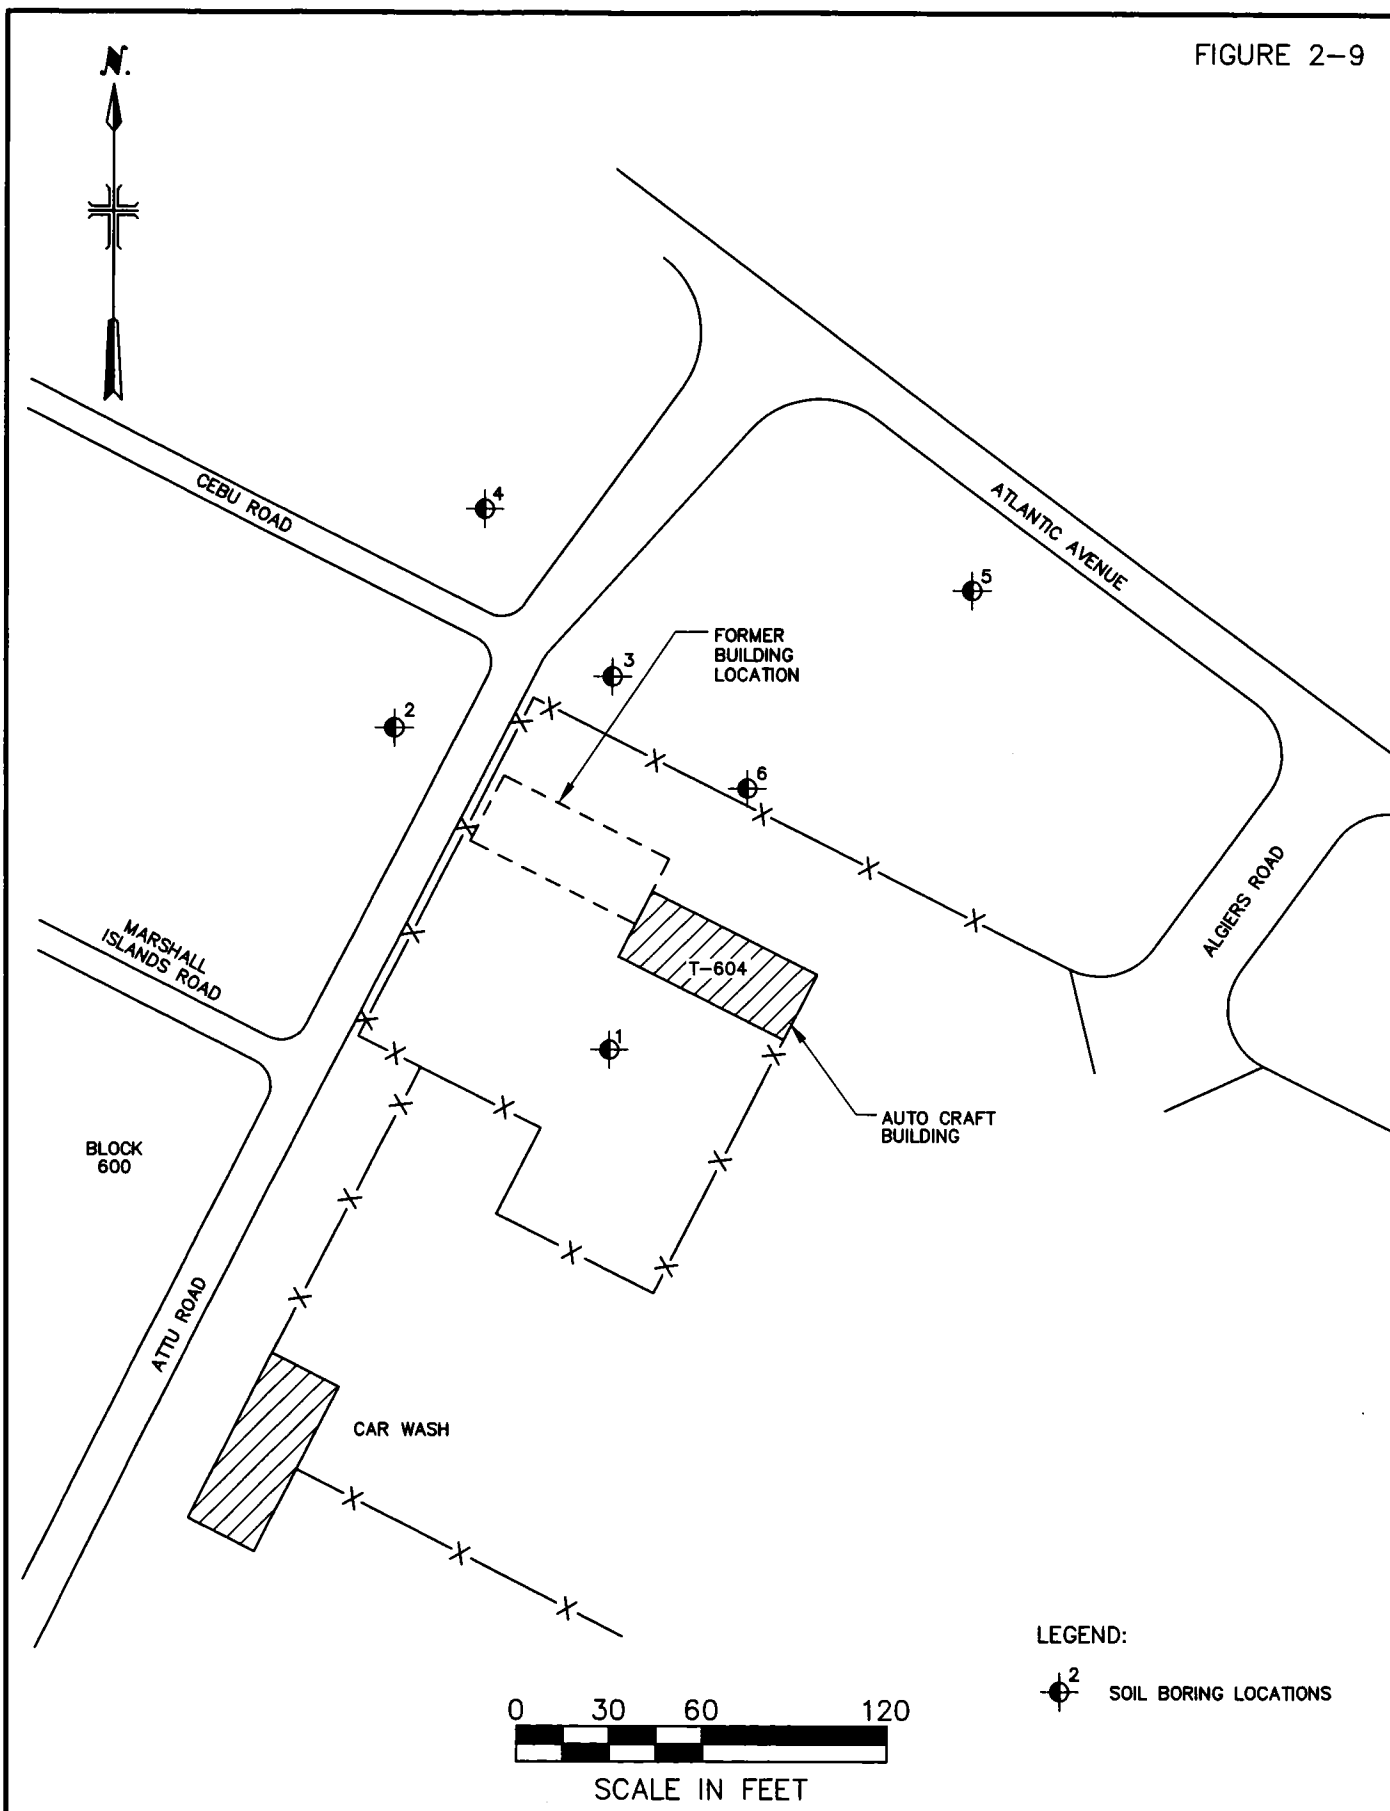 FIGURE 2-9
N.
4
CEBU ROAD
ATLANTIC AVENUE
5
FORMER
BUILDING
LOCATION
3
2
6
MARSHALL
ISLANDS ROAD
ALGIERS ROAD
T-604
1
AUTO CRAFT
BUILDING
BLOCK
600
ATTU ROAD
CAR WASH
LEGEND:
2
SOIL BORING LOCATIONS
0 30 60 120
SCALE IN FEET